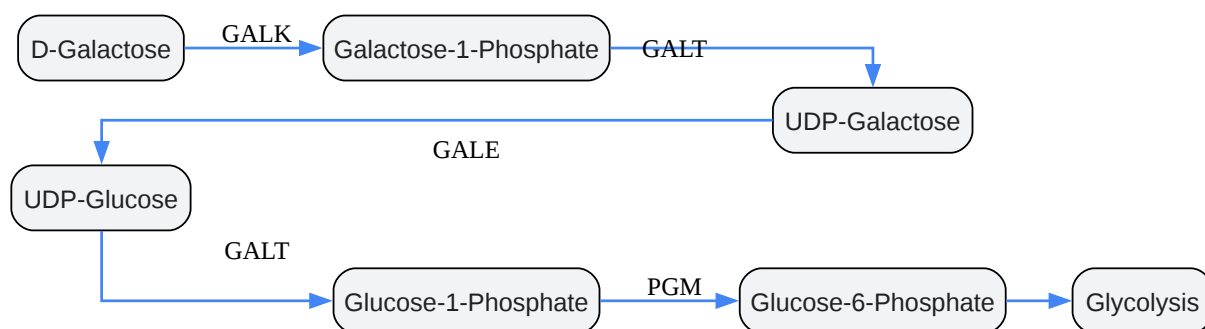 D-Galactose
GALK
Galactose-1-Phosphate
GALT
UDP-Galactose
GALE
UDP-Glucose
GALT
Glucose-1-Phosphate
PGM
Glucose-6-Phosphate
Glycolysis